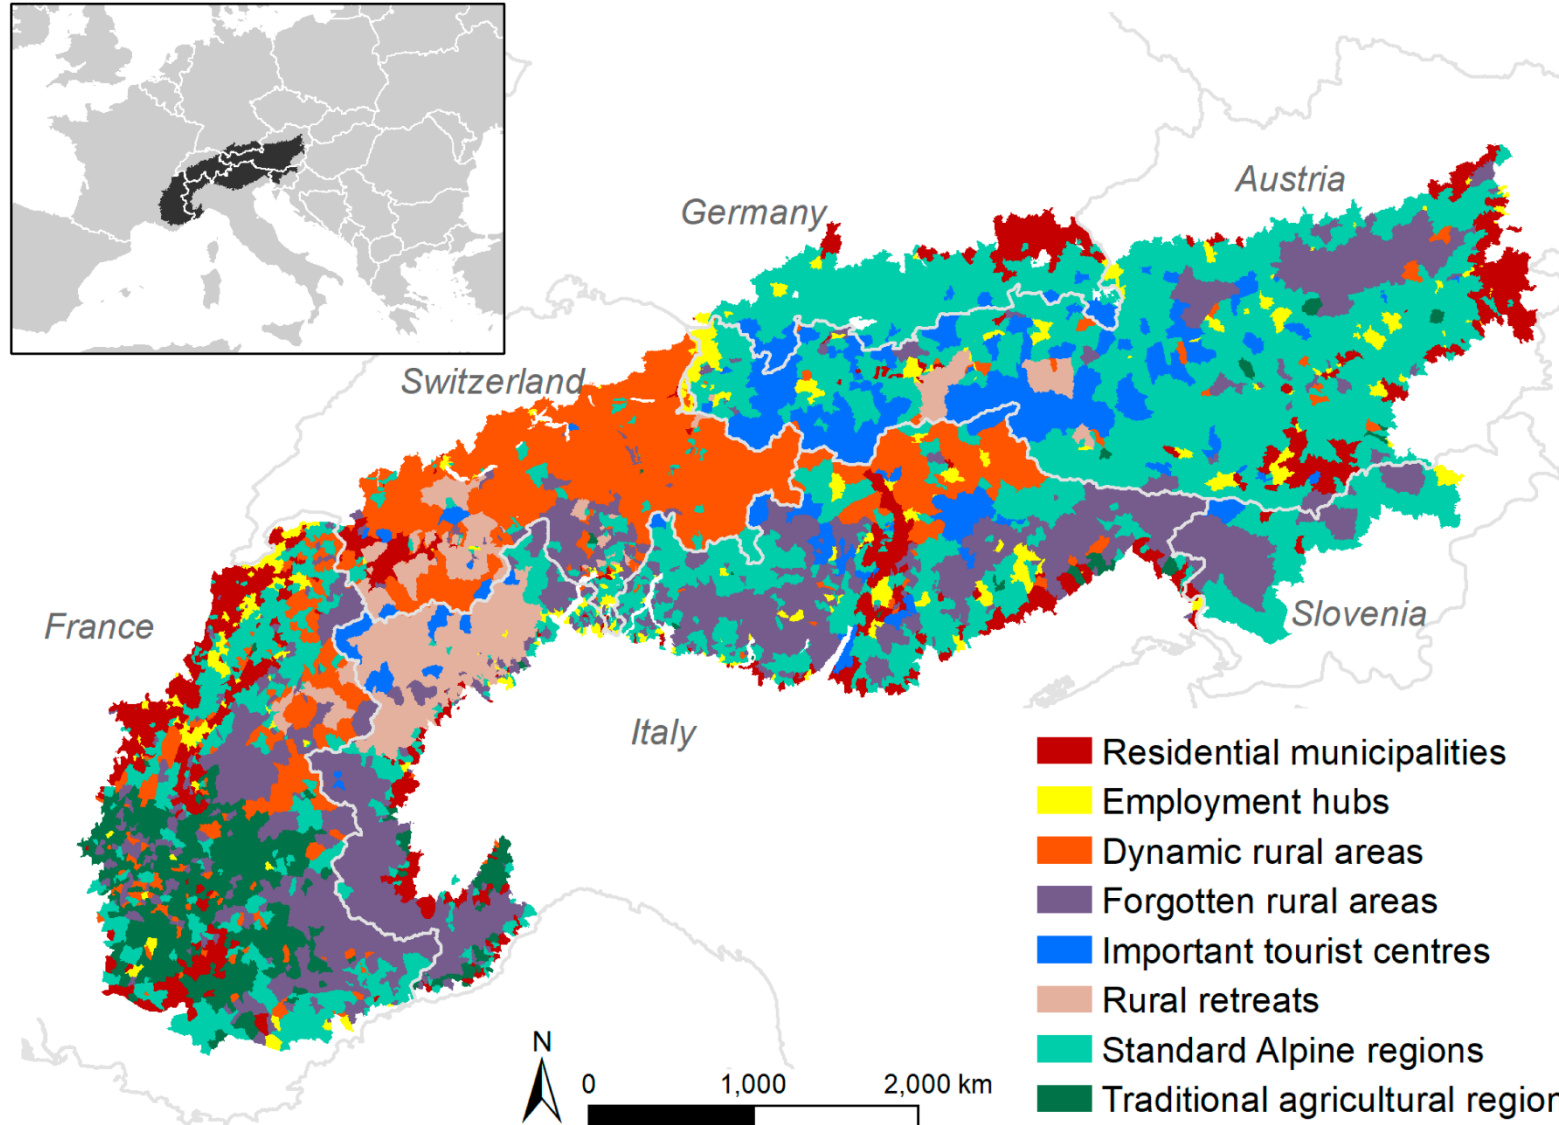 Austria
Germany
Switzerland
France
Slovenia
Italy
Residential municipalities
Employment hubs
Dynamic rural areas
Forgotten rural areas
Important tourist centres
Rural retreats
Standard Alpine regions
Traditional agricultural region
N
0 1,000 2,000 km